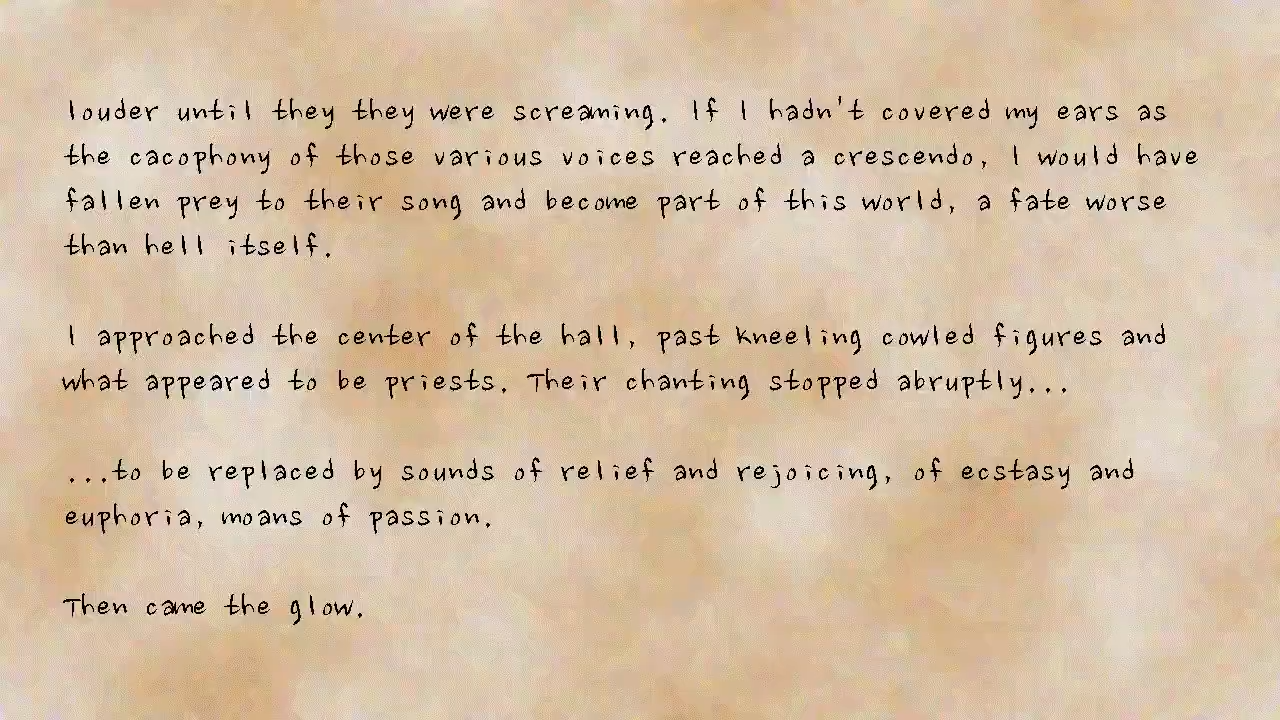 louder until they they were screaming. If I hadn't covered my ears as
the cacophony of those various voices reached a crescendo, I would have
fallen prey to their song and become part of this world, a fate worse
than hell itself.
I approached the center of the hall, past kneeling cowled figures and
what appeared to be priests. Their chanting stopped abruptly...
...to be replaced by sounds of relief and rejoicing, of ecstasy and
euphoria, moans of passion.
Then came the glow.